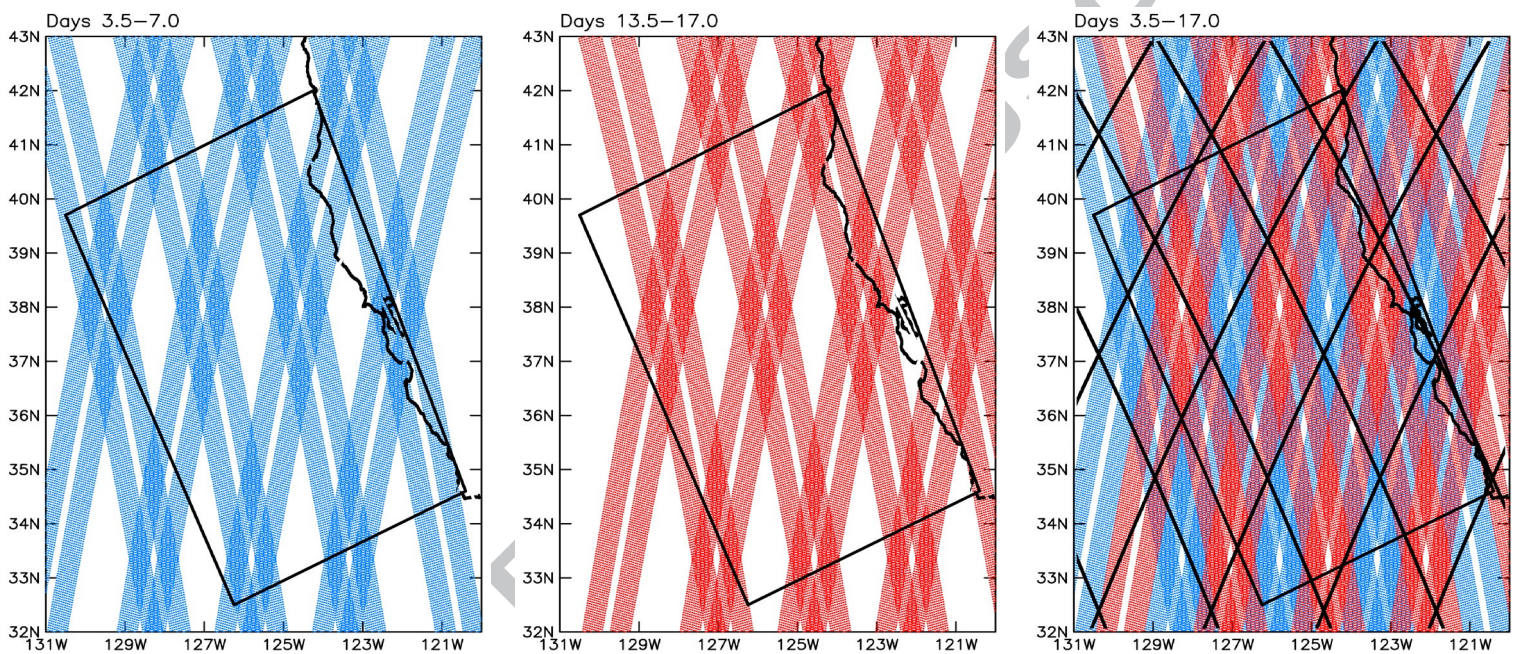 Days 3.5–7.0
43N
42N
41N
40N
39N
38N
37N
36N
35N
34N
33N
32N
131W 129W 127W 125W 123W 121W
Days 13.5–17.0
43N
42N
41N
40N
39N
38N
37N
36N
35N
34N
33N
32N
131W 129W 127W 125W 123W 121W
Days 3.5–17.0
43N
42N
41N
40N
39N
38N
37N
36N
35N
34N
33N
32N
131W 129W 127W 125W 123W 121W